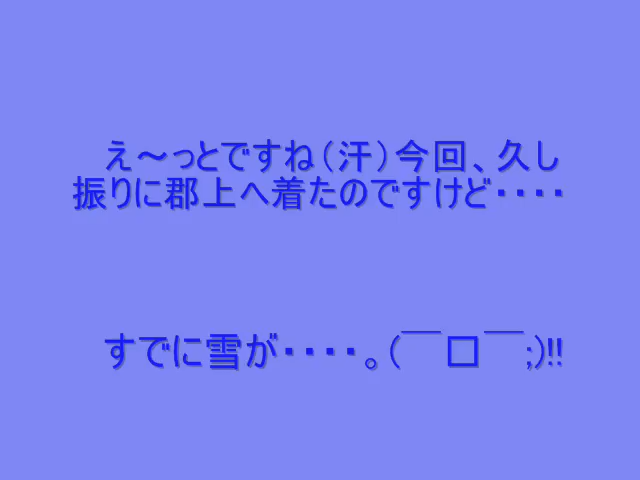 え～っとですね（汗）今回、久し
振りに郡上へ着たのですけど・・・・
すでに雪が・・・・。(￣口￣;)!!